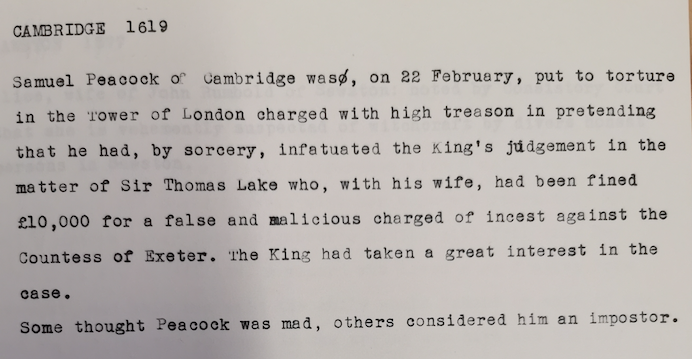 CAMBRIDGE 1619
Samuel Peacock of Cambridge was, on 22 February, put to torture
in the Tower of London charged with high treason in pretending
that he had, by sorcery, infatuated the King's judgement in the
matter of Sir Thomas Lake who, with his wife, had been fined
£10,000 for a false and malicious charged of incest against the
Countess of Exeter. The King had taken a great interest in the
case.
Some thought Peacock was mad, others considered him an impostor.